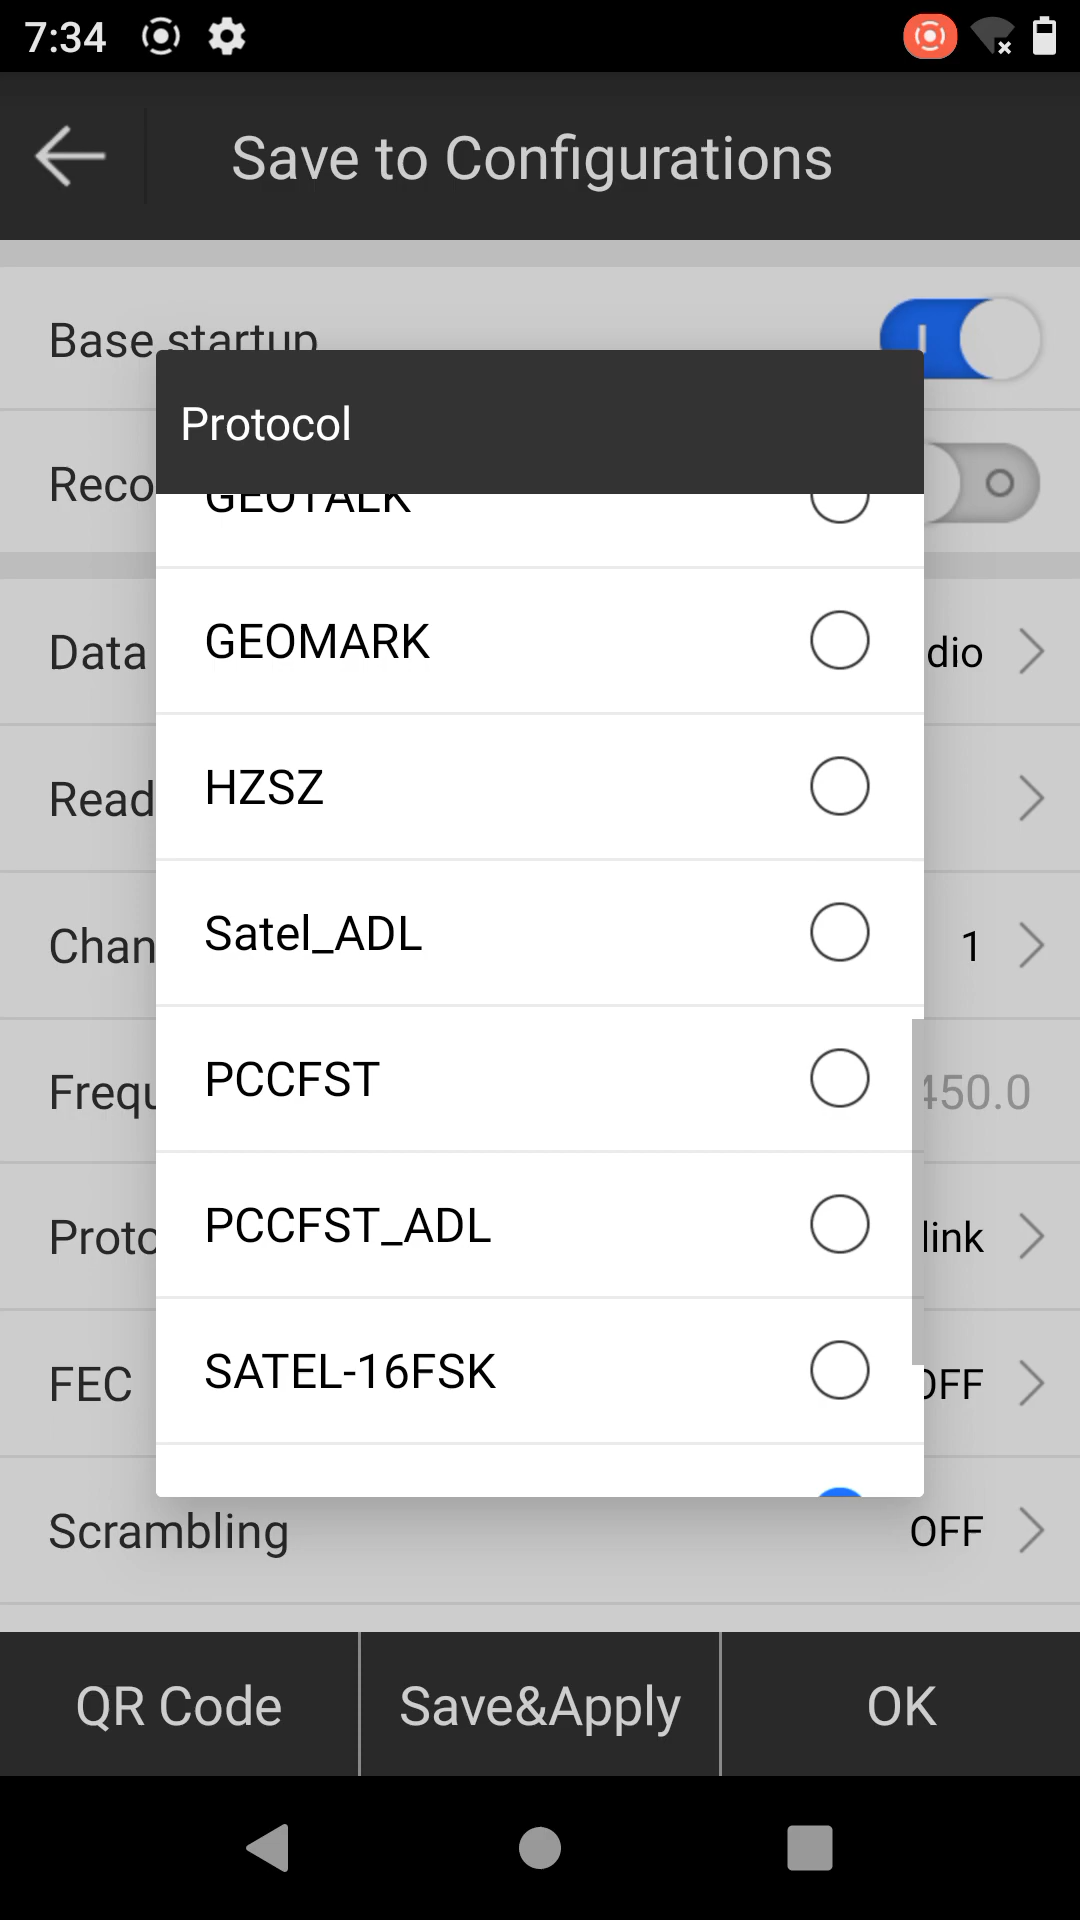 7:34
Save to Configurations
Base startup
Protocol
Reco
GEOTALK
GEOMARK
Data
dio
HZSZ
Read
Satel_ADL
Chan
1
PCCFST
Frequ
450.0
PCCFST_ADL
Proto
link
SATEL-16FSK
FEC
OFF
Scrambling
OFF
QR Code
Save&Apply
OK